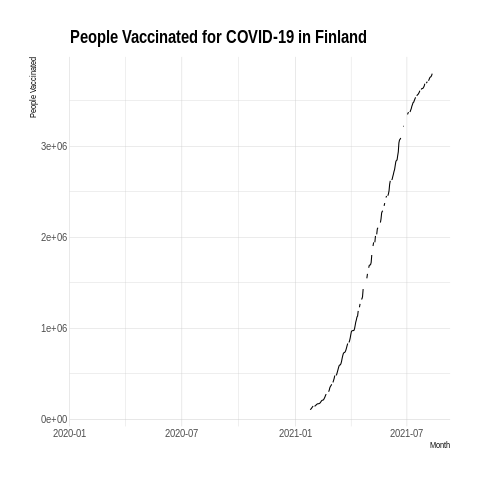 People Vaccinated for COVID-19 in Finland
People Vaccinated
3e+06
2e+06
1e+06
0e+00
2020-01 2020-07 2021-01 2021-07
Month